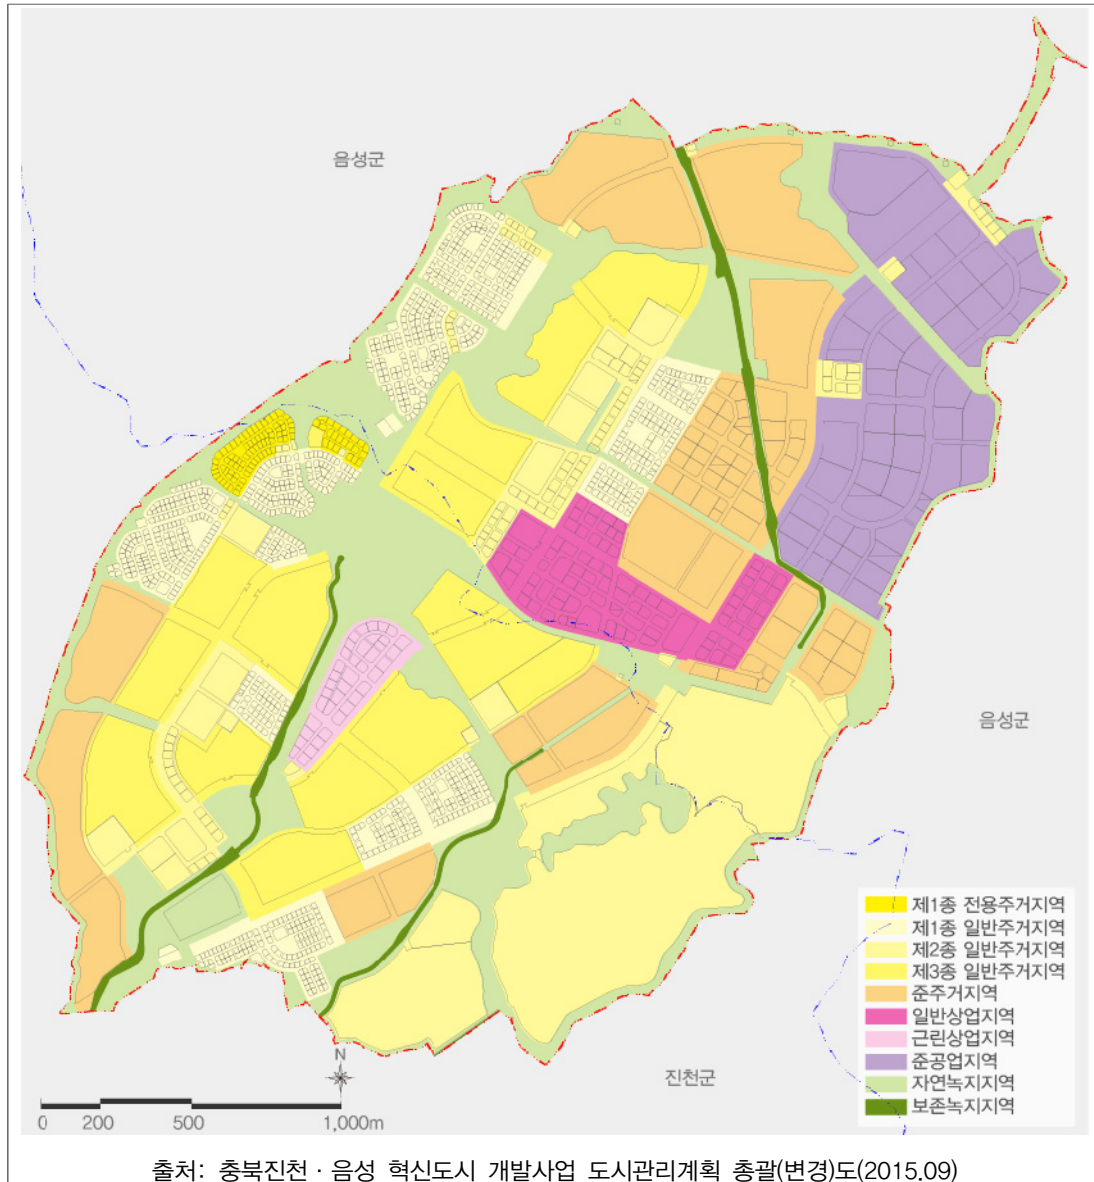 음성군
음성군
제1종 전용주거지역
제1종 일반주거지역
제2종 일반주거지역
제3종 일반주거지역
준주거지역
일반상업지역
근린상업지역
준공업지역
자연녹지지역
보존녹지지역
N
진천군
0 200 500 1,000m
출처: 충북진천 · 음성 혁신도시 개발사업 도시관리계획 총괄(변경)도(2015.09)